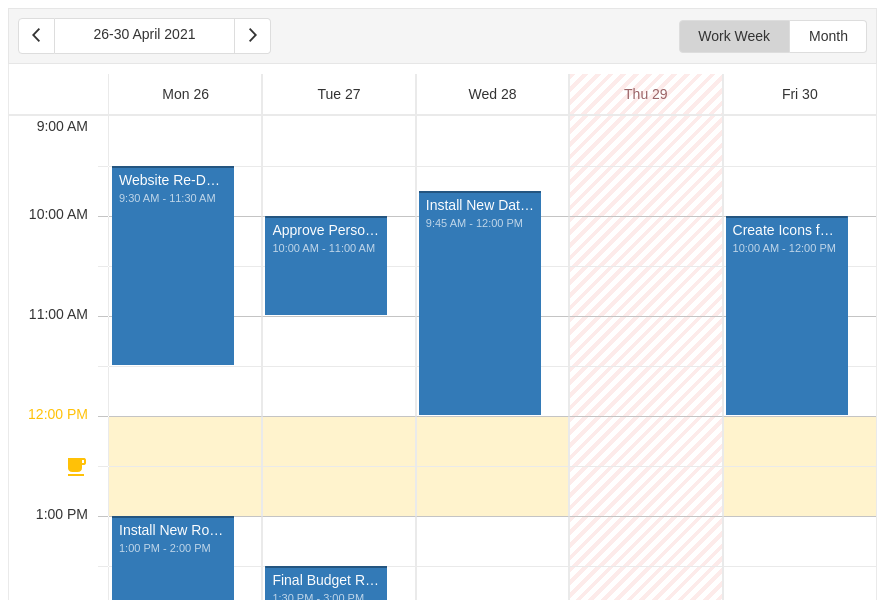 26-30 April 2021
Work Week
Month
Mon 26
Tue 27
Wed 28
Thu 29
Fri 30
9:00 AM
Website Re-D…
9:30 AM - 11:30 AM
Install New Dat…
9:45 AM - 12:00 PM
10:00 AM
Approve Perso…
10:00 AM - 11:00 AM
Create Icons f…
10:00 AM - 12:00 PM
11:00 AM
12:00 PM
1:00 PM
Install New Ro…
1:00 PM - 2:00 PM
Final Budget R…
1:30 PM - 3:00 PM